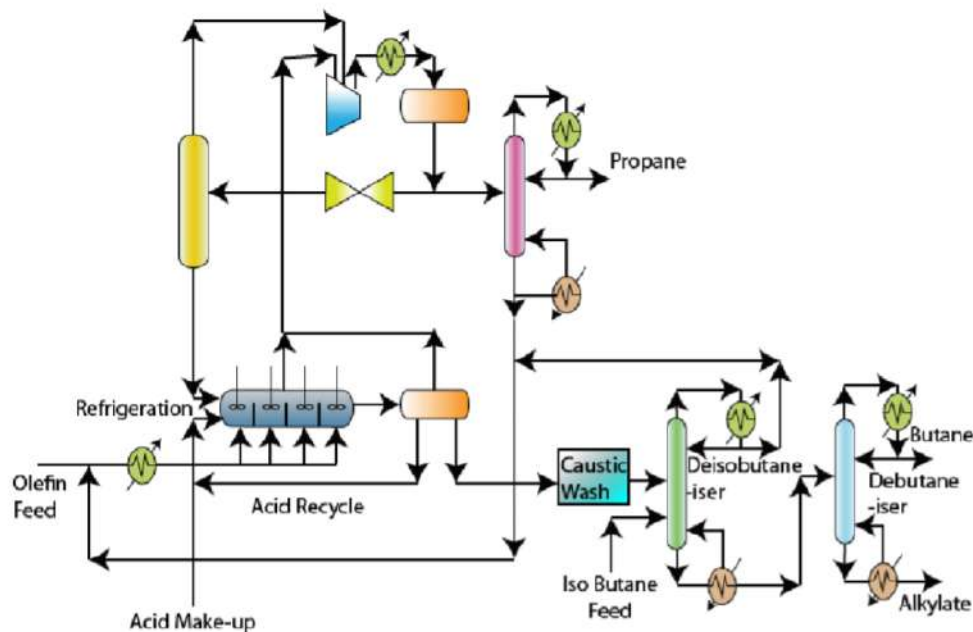 Propane
Refrigeration
Olefin
Feed
Acid Recycle
Caustic
Wash
Deisobutane
-iser
Butane
Debutane
-iser
Iso Butane
Feed
Alkylate
Acid Make-up